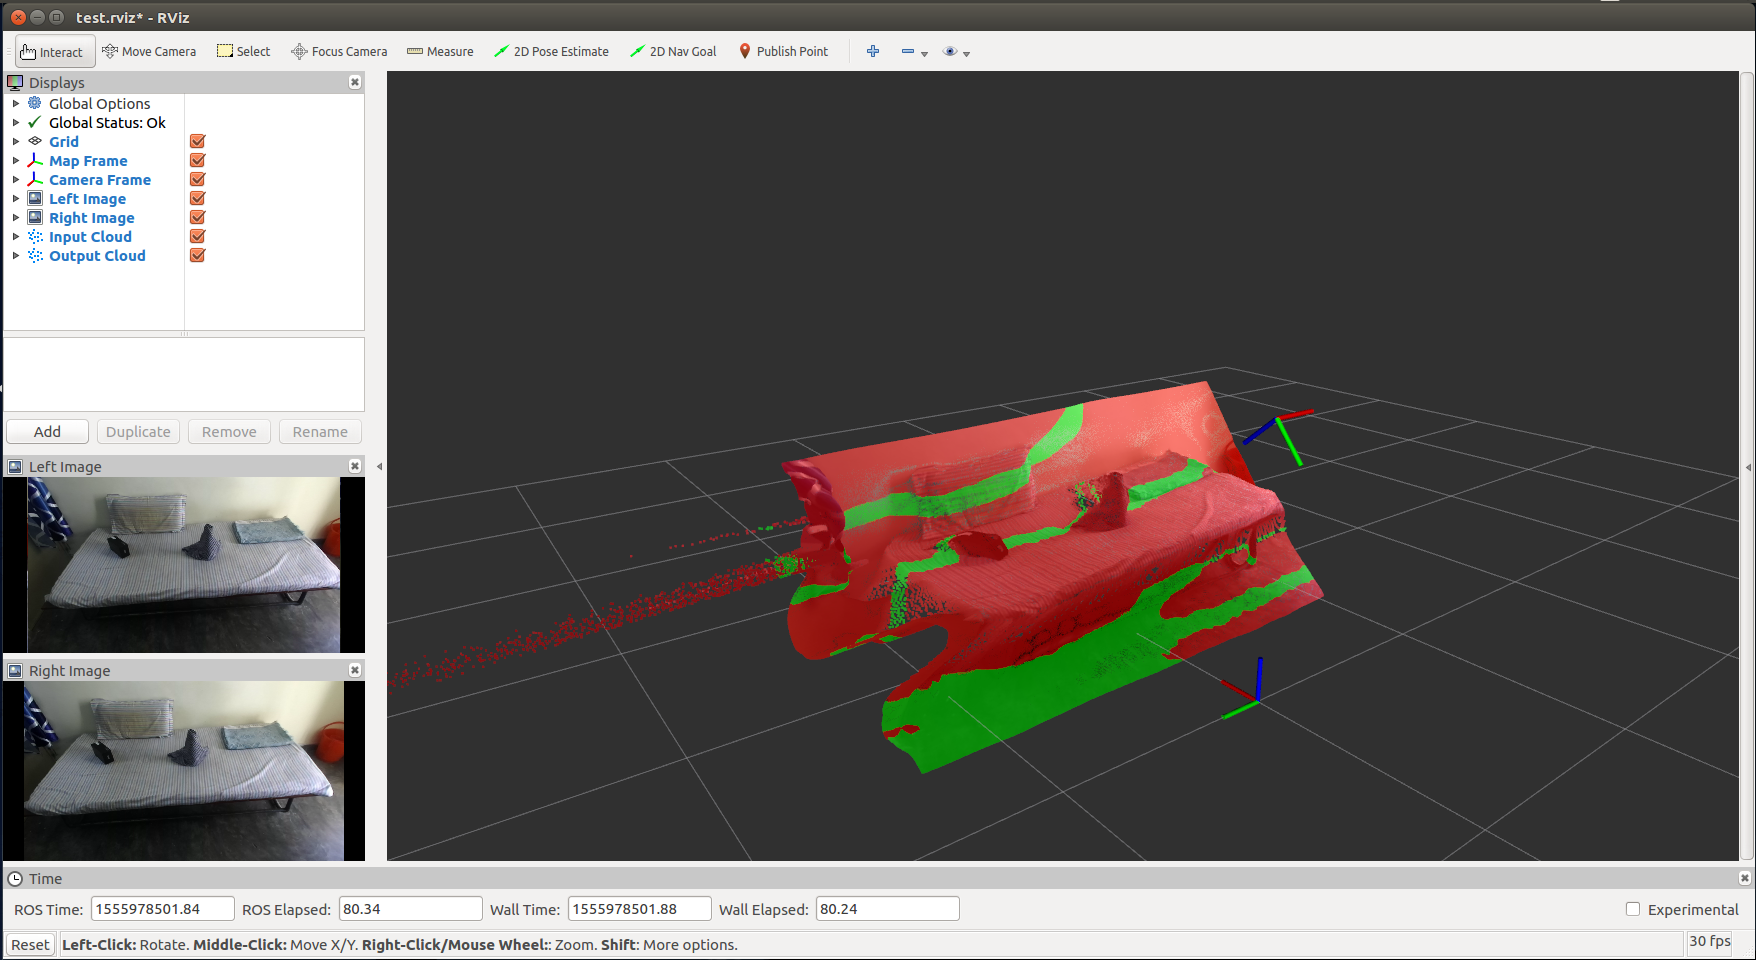 test.rviz* - RViz
Interact Move Camera Select Focus Camera Measure 2D Pose Estimate 2D Nav Goal Publish Point
Displays
Global Options
Global Status: Ok
Grid
Map Frame
Camera Frame
Left Image
Right Image
Input Cloud
Output Cloud
Add Duplicate Remove Rename
Left Image
Right Image
Time
ROS Time: 1555978501.84 ROS Elapsed: 80.34 Wall Time: 1555978501.88 Wall Elapsed: 80.24 Experimental
Reset Left-Click: Rotate. Middle-Click: Move X/Y. Right-Click/Mouse Wheel:: Zoom. Shift: More options. 30 fps